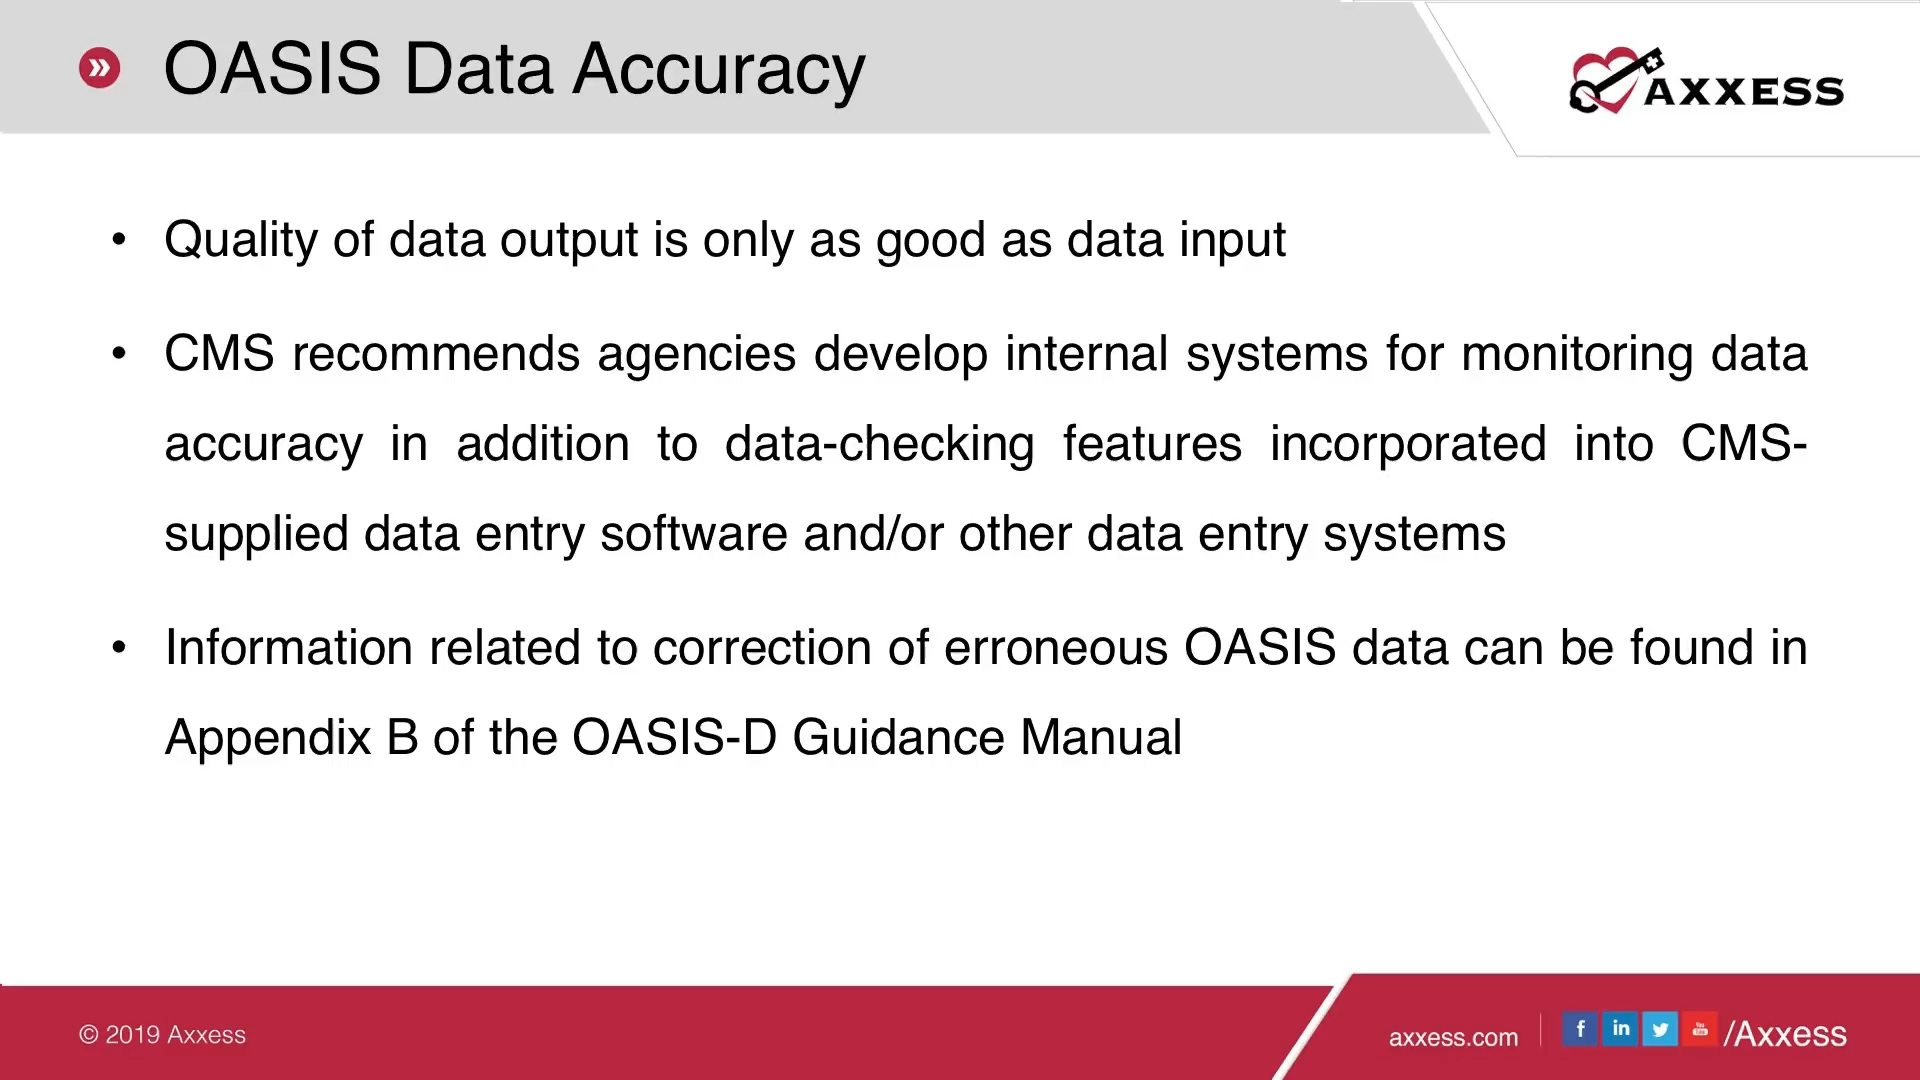 OASIS Data Accuracy
AXXESS
• Quality of data output is only as good as data input
• CMS recommends agencies develop internal systems for monitoring data
accuracy in addition to data-checking features incorporated into CMS-
supplied data entry software and/or other data entry systems
• Information related to correction of erroneous OASIS data can be found in
Appendix B of the OASIS-D Guidance Manual
© 2019 Axxess
axxess.com
/Axxess